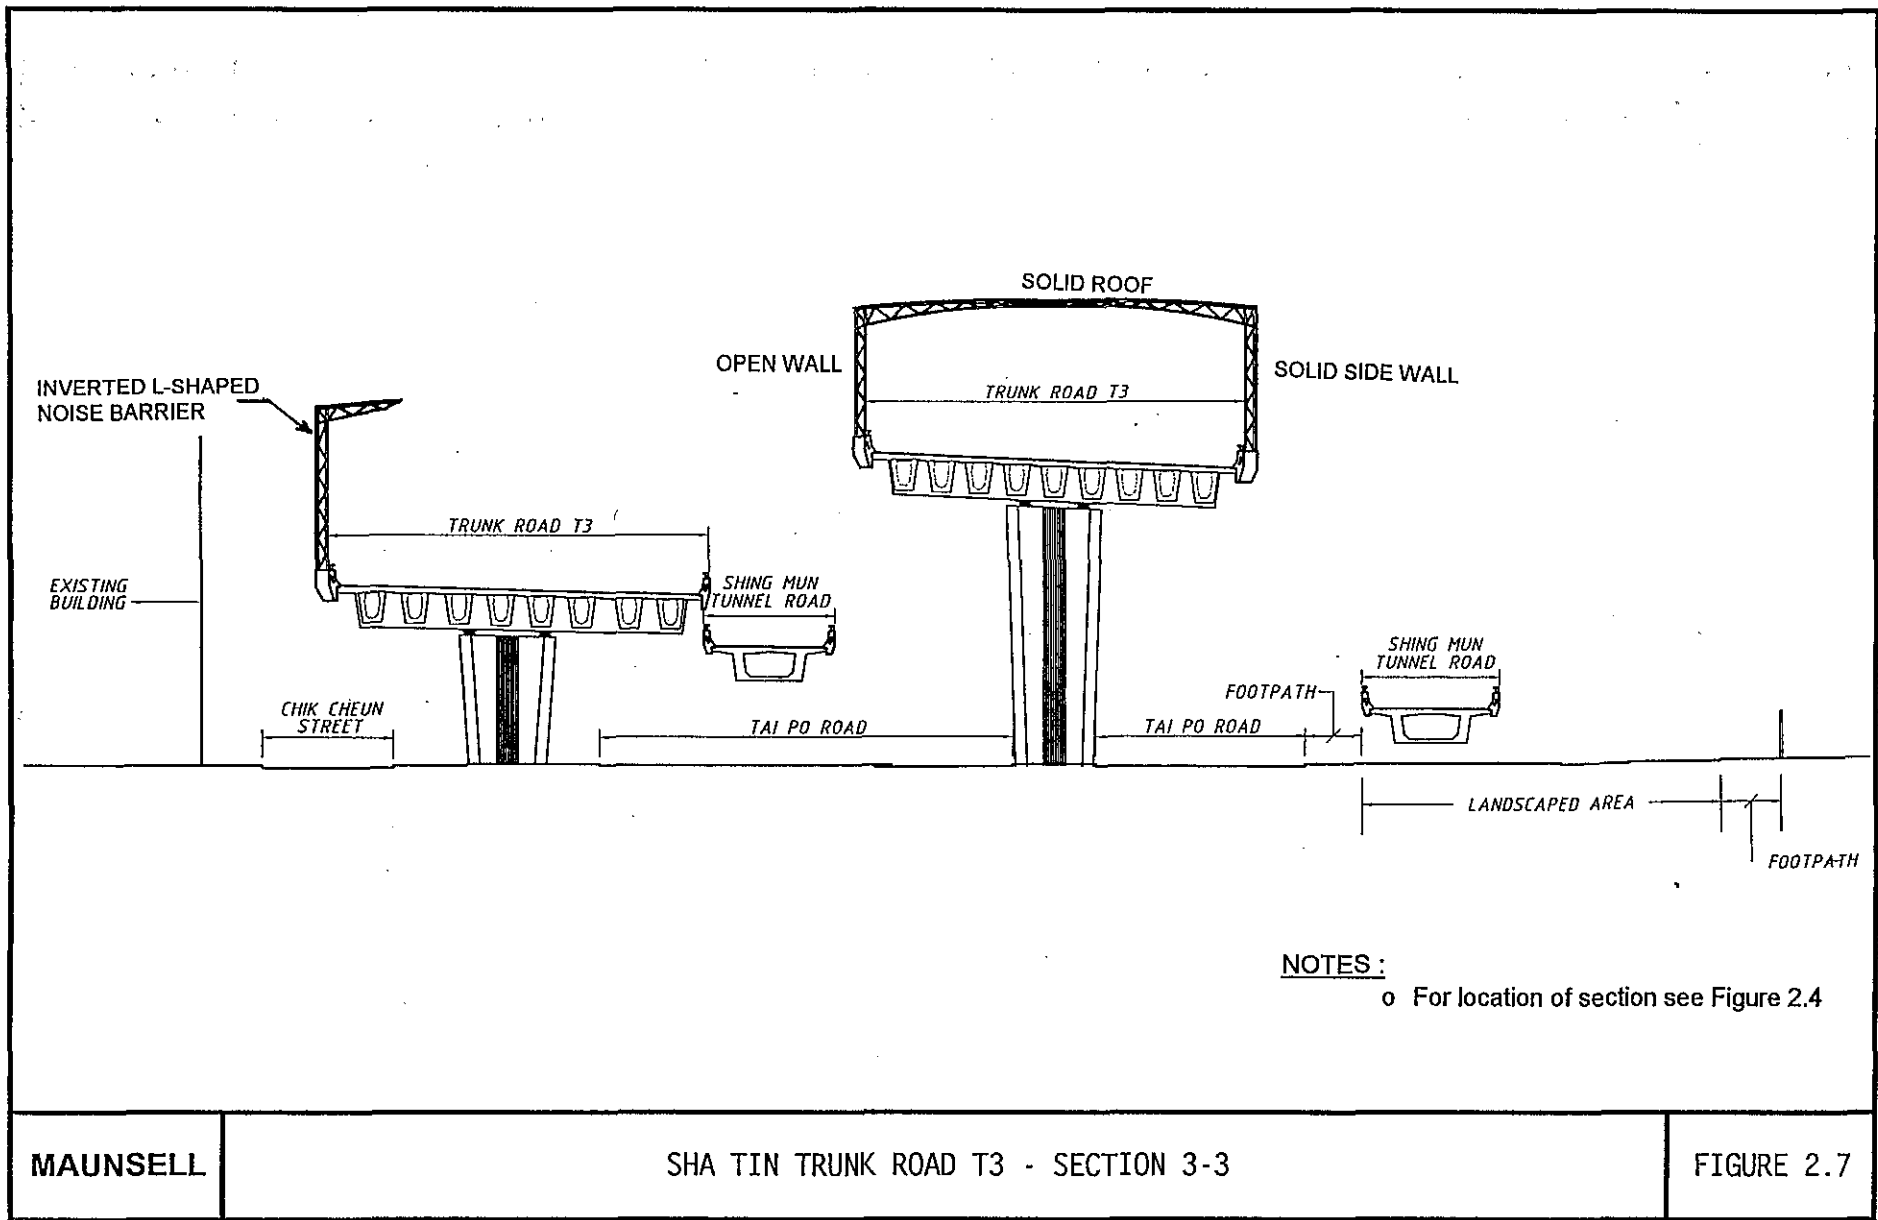 SOLID ROOF
OPEN WALL
SOLID SIDE WALL
TRUNK ROAD T3
INVERTED L-SHAPED
NOISE BARRIER
TRUNK ROAD T3
EXISTING
BUILDING
SHING MUN
TUNNEL ROAD
SHING MUN
TUNNEL ROAD
FOOTPATH
CHIK CHEUN
STREET
TAI PO ROAD
TAI PO ROAD
LANDSCAPED AREA
FOOTPATH
NOTES :
o For location of section see Figure 2.4
MAUNSELL
SHA TIN TRUNK ROAD T3 - SECTION 3-3
FIGURE 2.7